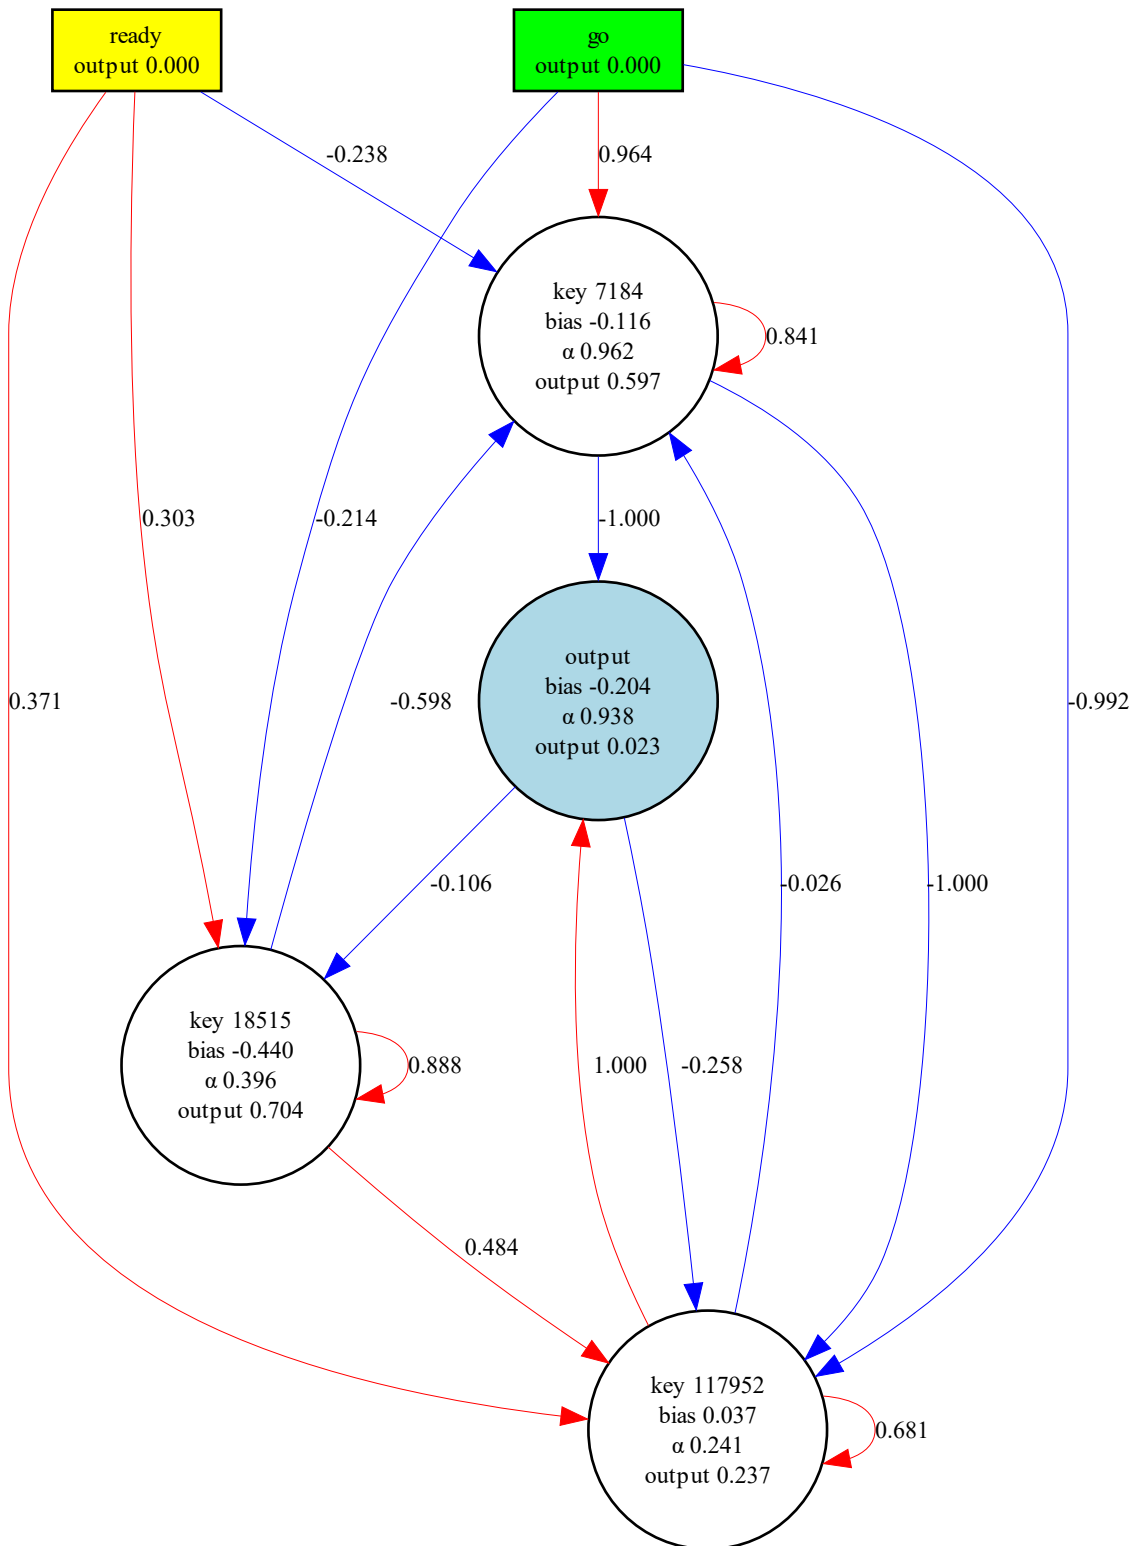 ready
output 0.000
go
output 0.000
-0.238
0.964
key 7184
bias -0.116
α 0.962
output 0.597
0.841
0.303
-0.214
-1.000
output
bias -0.204
α 0.938
output 0.023
0.371
-0.598
-0.992
-0.106
-0.026
-1.000
key 18515
bias -0.440
α 0.396
output 0.704
0.888
1.000
-0.258
0.484
key 117952
bias 0.037
α 0.241
output 0.237
0.681